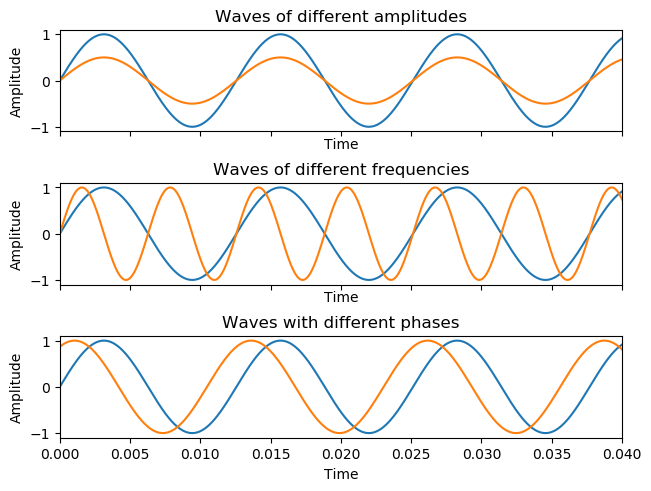 Waves of different amplitudes
1
0
−1
Amplitude
Time
Waves of different frequencies
1
0
−1
Amplitude
Time
Waves with different phases
1
0
−1
Amplitude
0.000 0.005 0.010 0.015 0.020 0.025 0.030 0.035 0.040
Time